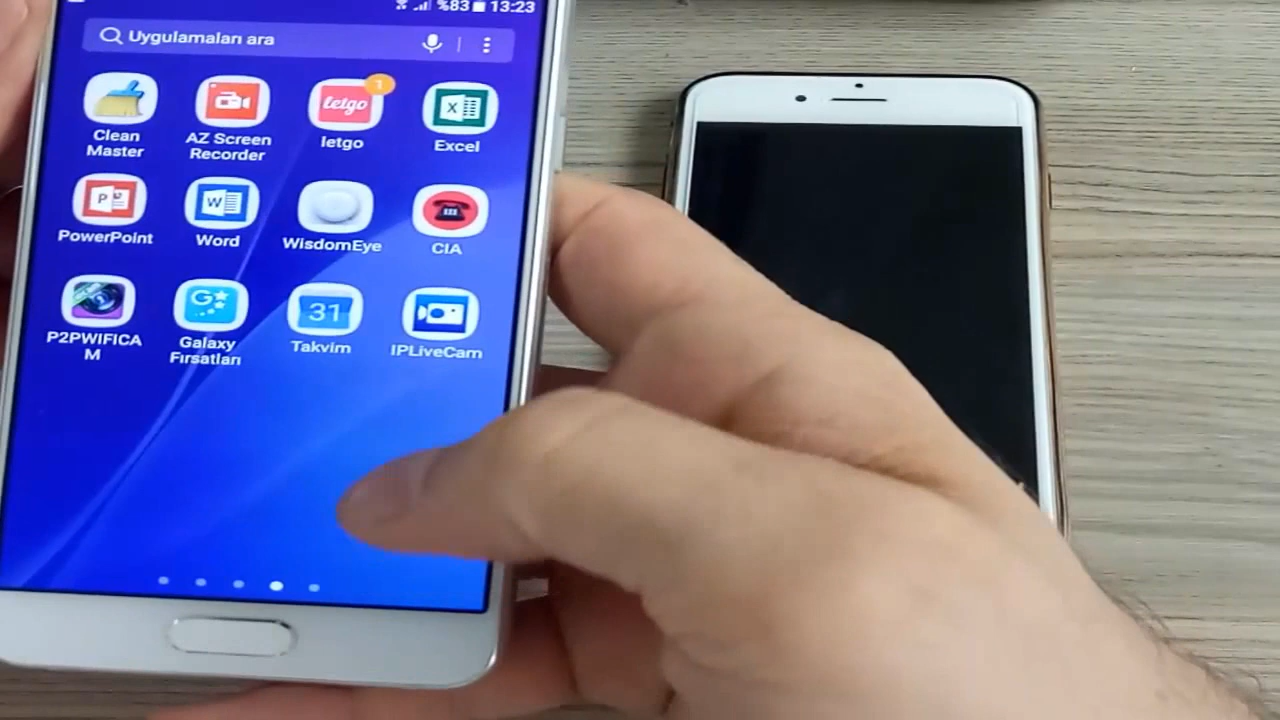 %83 13:23
Uygulamaları ara
Clean
Master
AZ Screen
Recorder
letgo
1
letgo
Excel
PowerPoint
Word
WisdomEye
CIA
P2PWIFICA
M
Galaxy
Fırsatları
31
Takvim
IPLiveCam